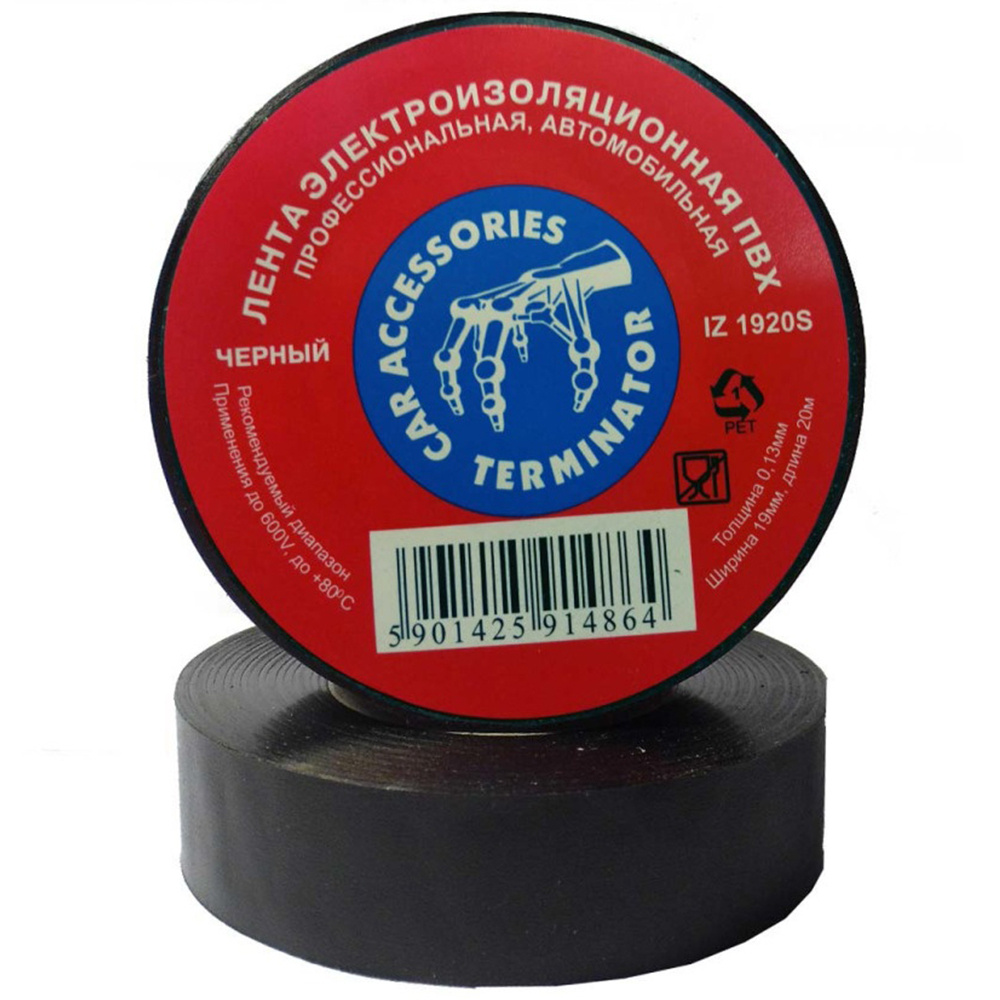 ЛЕНТА ЭЛЕКТРОИЗОЛЯЦИОННАЯ ПВХ
ПРОФЕССИОНАЛЬНАЯ, АВТОМОБИЛЬНАЯ
CAR ACCESSORIES
TERMINATOR
ЧЕРНЫЙ
IZ 1920S
1
PET
Рекомендуемый диапазон
Применения до 600V, до +80°C
Толщина 0,13мм
Ширина 19мм, длина 20м
5 901425 914864